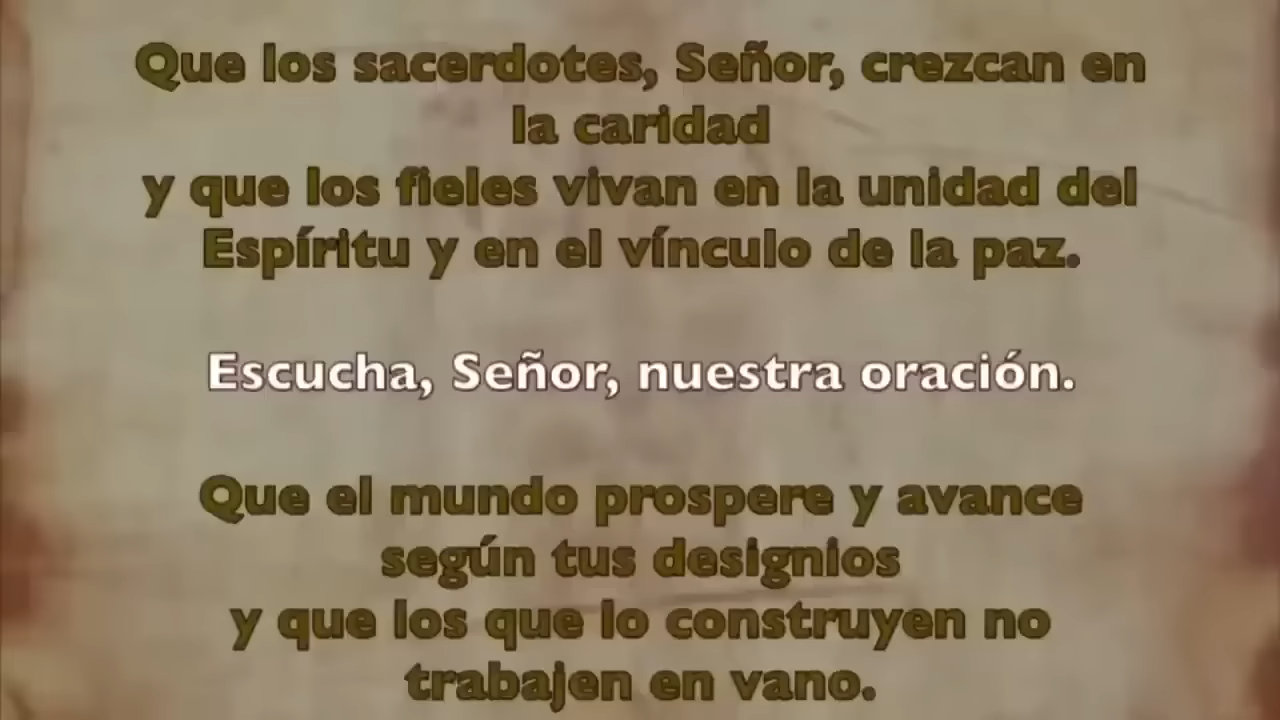 Que los sacerdotes, Señor, crezcan en
la caridad
y que los fieles vivan en la unidad del
Espíritu y en el vínculo de la paz.
Escucha, Señor, nuestra oración.
Que el mundo prospere y avance
según tus designios
y que los que lo construyen no
trabajen en vano.